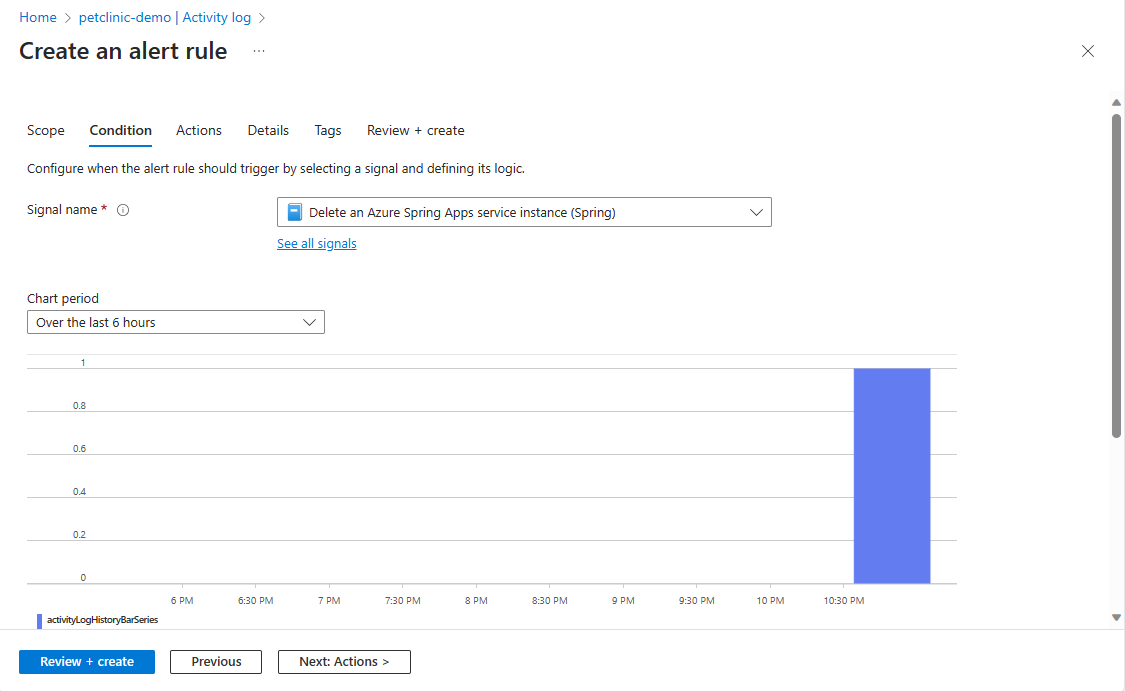 Home > petclinic-demo | Activity log >
Create an alert rule ...
Scope Condition Actions Details Tags Review + create
Configure when the alert rule should trigger by selecting a signal and defining its logic.
Signal name *
Delete an Azure Spring Apps service instance (Spring)
See all signals
Chart period
Over the last 6 hours
1
0.8
0.6
0.4
0.2
0
6 PM 6:30 PM 7 PM 7:30 PM 8 PM 8:30 PM 9 PM 9:30 PM 10 PM 10:30 PM
activityLogHistoryBarSeries
Review + create Previous Next: Actions >